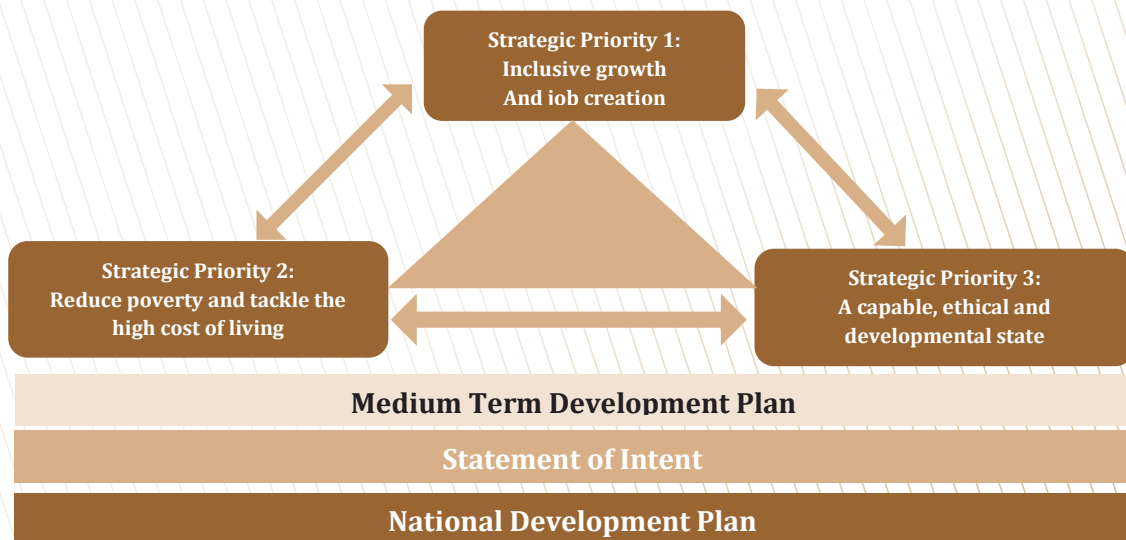 Strategic Priority 1:
Inclusive growth
And job creation
Strategic Priority 2:
Reduce poverty and tackle the
high cost of living
Strategic Priority 3:
A capable, ethical and
developmental state
Medium Term Development Plan
Statement of Intent
National Development Plan